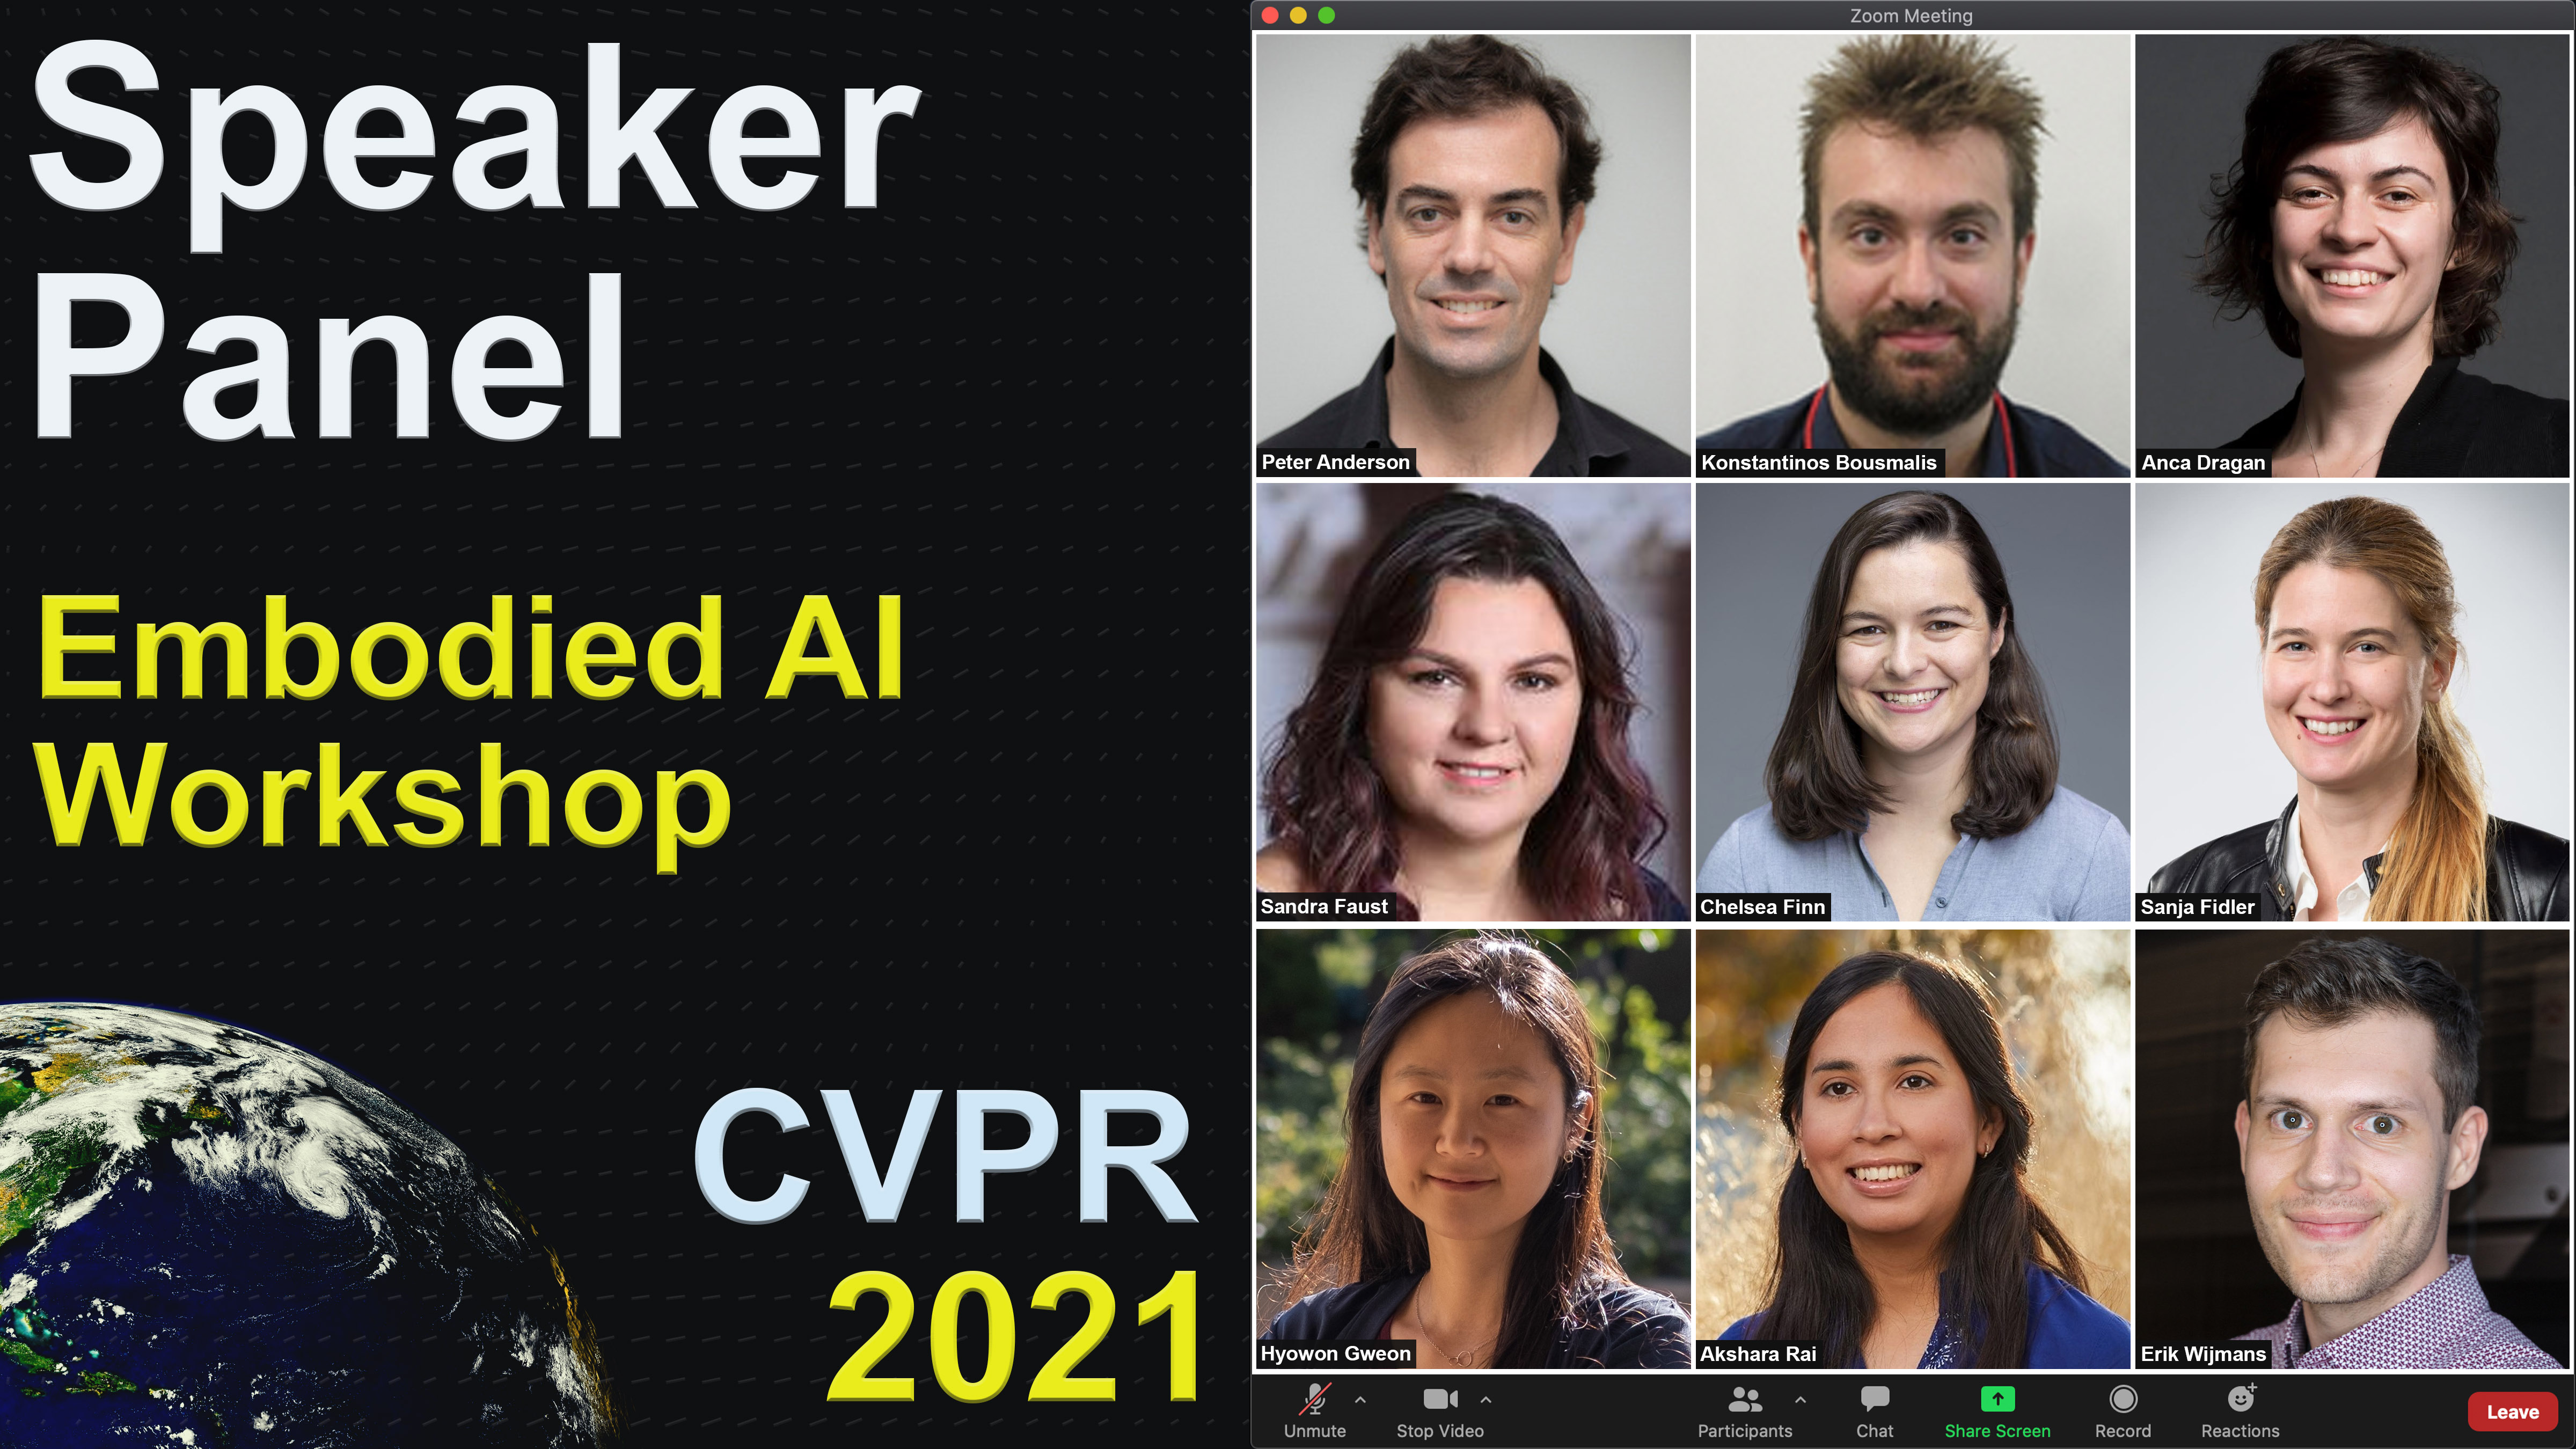 Speaker
Panel
Embodied AI
Workshop
CVPR
2021
Zoom Meeting
Peter Anderson
Konstantinos Bousmalis
Anca Dragan
Sandra Faust
Chelsea Finn
Sanja Fidler
Hyowon Gweon
Akshara Rai
Erik Wijmans
Unmute
Stop Video
Participants
Chat
Share Screen
Record
Reactions
Leave